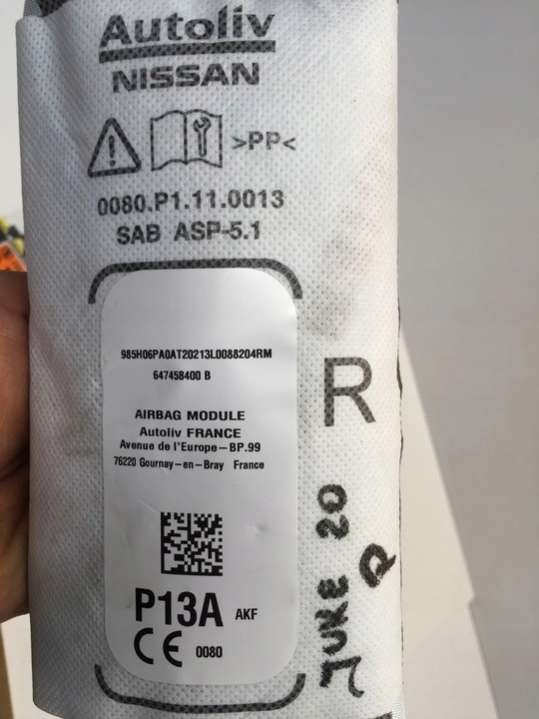 Autoliv
NISSAN
>PP<
0080.P1.11.0013
SAB ASP-5.1
985H06PA0AT20213L0088204RM
647458400 B
AIRBAG MODULE
Autoliv FRANCE
Avenue de l'Europe-BP.99
76220 Gournay-en-Bray France
P13A AKF
CE 0080
R
JUKE 20
R